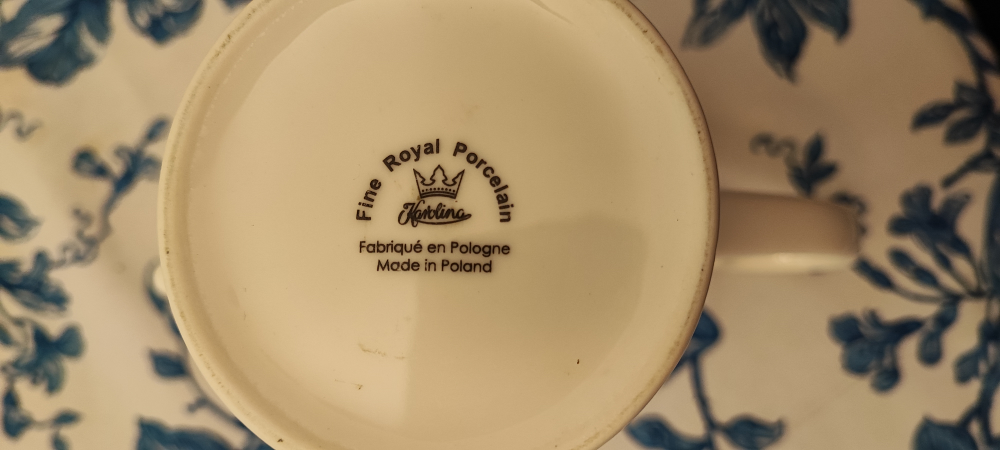 Fine Royal Porcelain
Karolina
Fabriqué en Pologne
Made in Poland